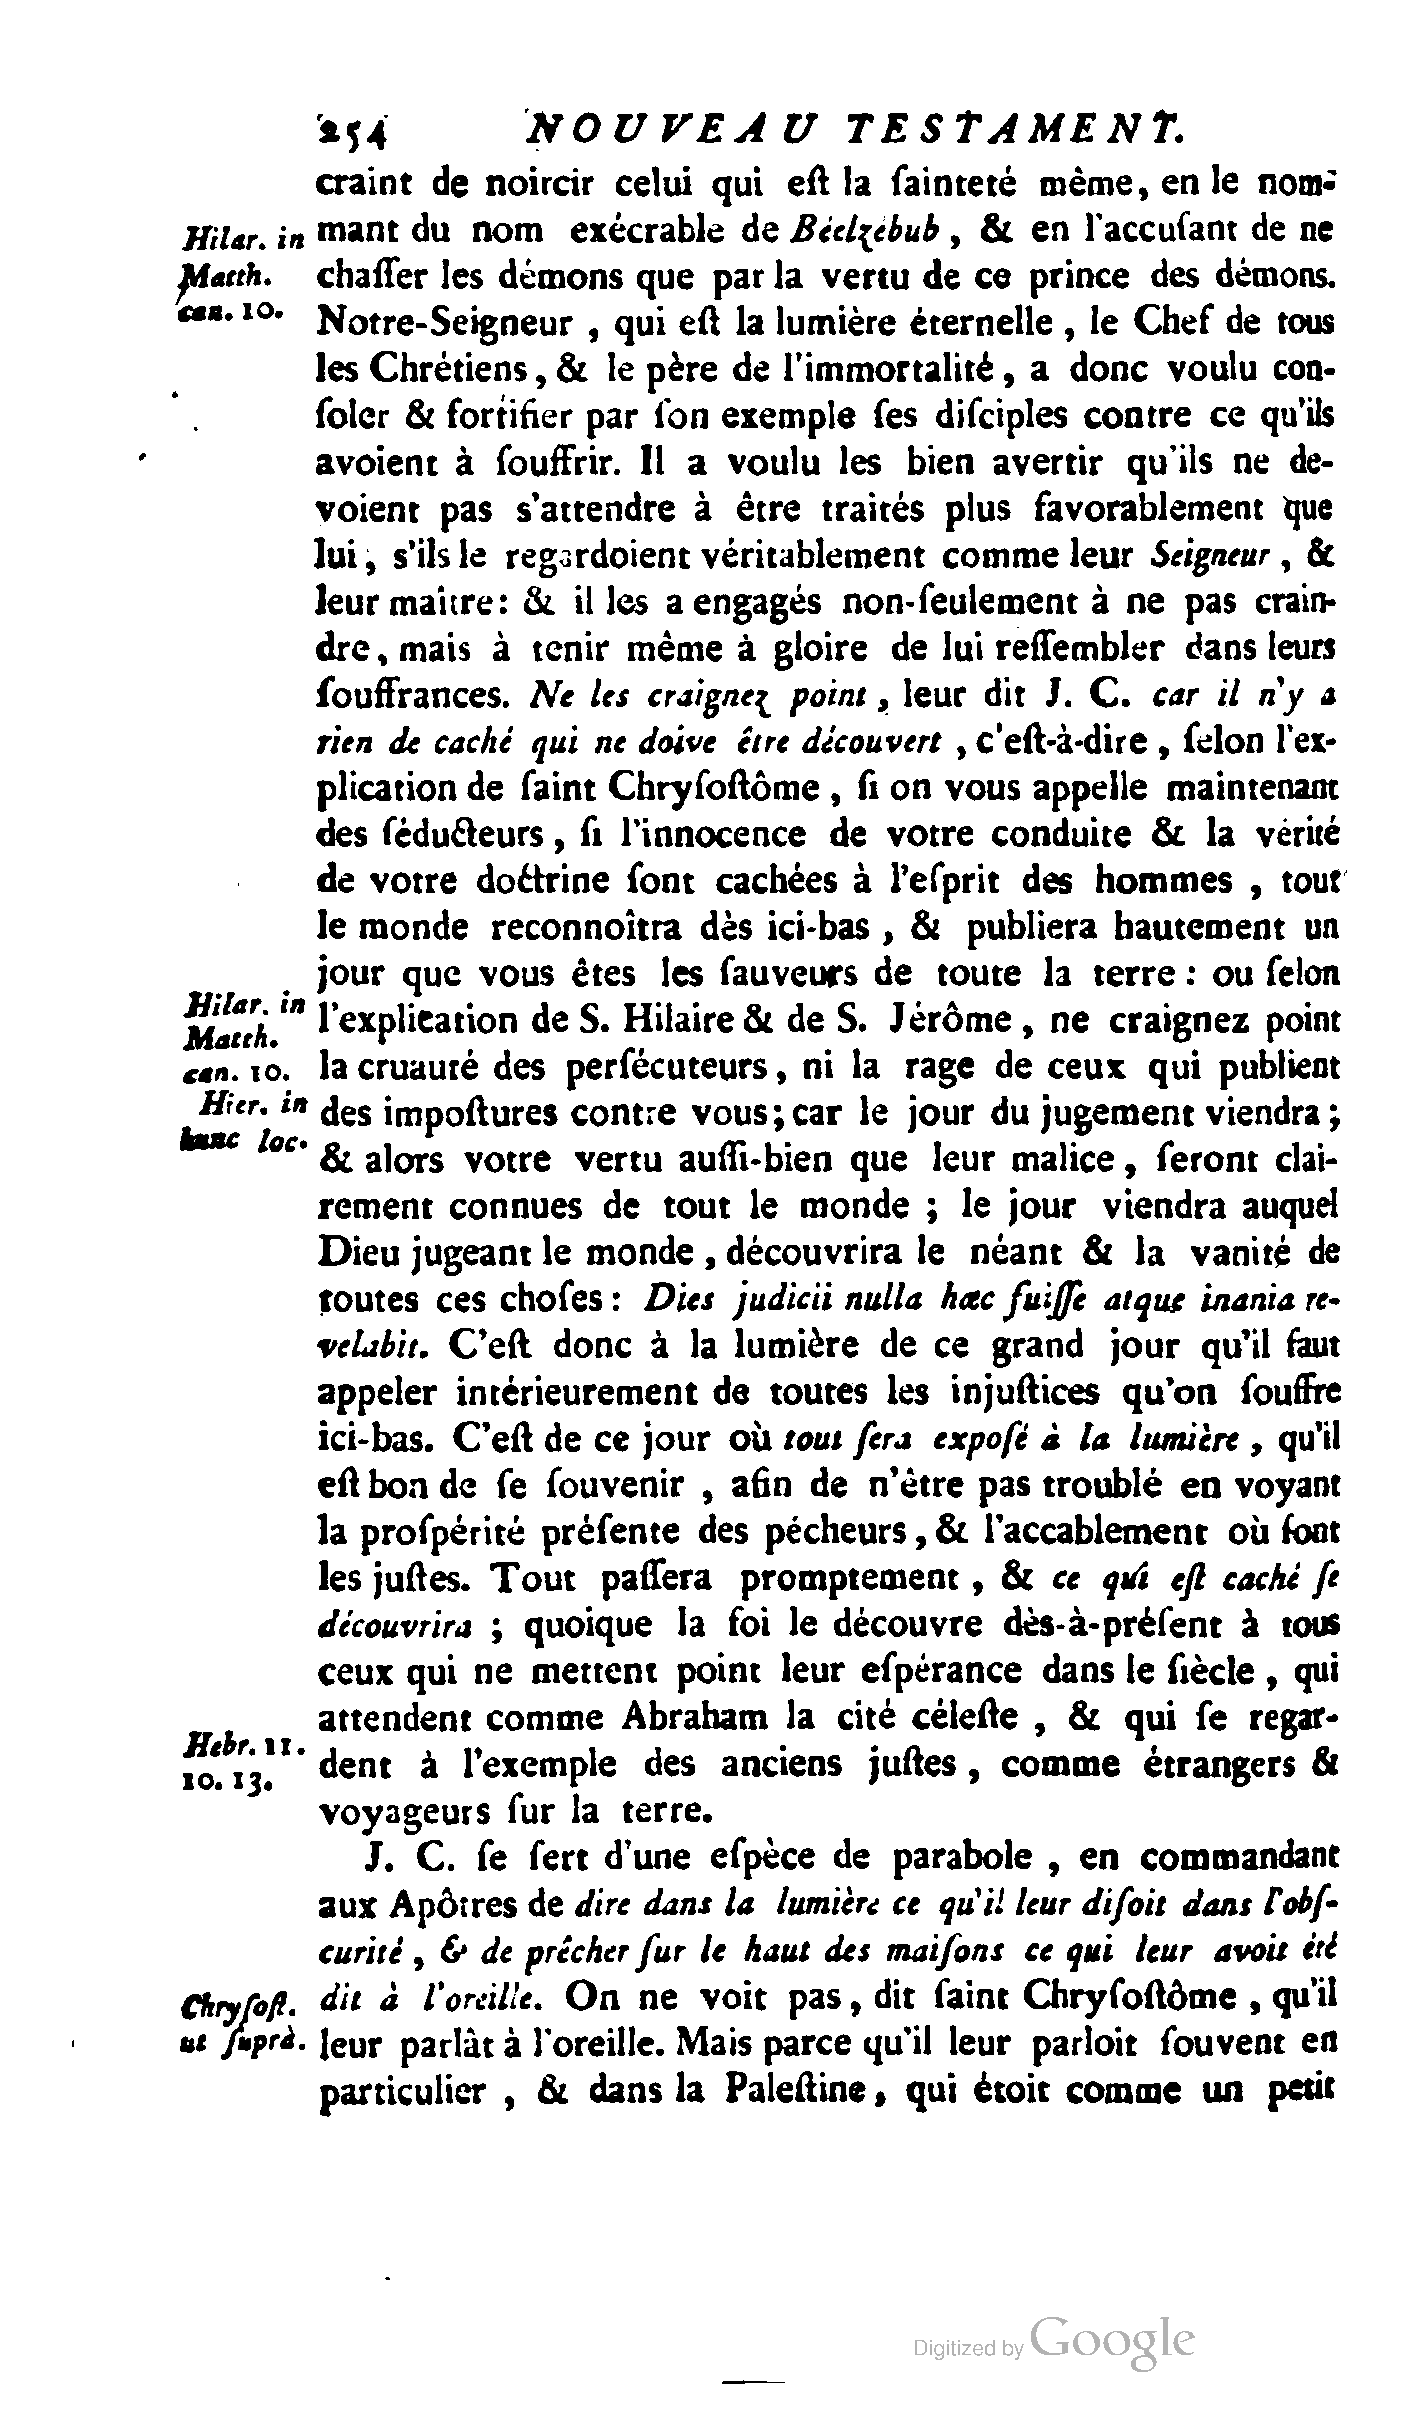 254 NOUVEAU TESTAMENT.
craint de noircir celui qui eſt la ſainteté même, en le nom-
Hilar. in mant du nom exécrable de Béelzébub, & en l'accuſant de ne
Matth. chaſſer les démons que par la vertu de ce prince des démons.
can. 10. Notre-Seigneur, qui eſt la lumière éternelle, le Chef de tous
les Chrétiens, & le père de l'immortalité, a donc voulu con-
ſoler & fortifier par ſon exemple ſes diſciples contre ce qu'ils
avoient à ſouffrir. Il a voulu les bien avertir qu'ils ne de-
voient pas s'attendre à être traités plus favorablement que
lui, s'ils le regardoient véritablement comme leur Seigneur, &
leur maitre: & il les a engagés non-ſeulement à ne pas crain-
dre, mais à tenir même à gloire de lui reſſembler dans leurs
ſouffrances. Ne les craignez point, leur dit J. C. car il n'y a
rien de caché qui ne doive être découvert, c'eſt-à-dire, ſelon l'ex-
plication de ſaint Chryſoſtôme, ſi on vous appelle maintenant
des ſéducteurs, ſi l'innocence de votre conduite & la vérité
de votre doctrine ſont cachées à l'eſprit des hommes, tout
le monde reconnoîtra dès ici-bas, & publiera hautement un
jour que vous êtes les ſauveurs de toute la terre : ou ſelon
Hilar. in Matth. l'explication de S. Hilaire & de S. Jérôme, ne craignez point
can. 10. la cruauté des perſécuteurs, ni la rage de ceux qui publient
Hier. in des impoſtures contre vous; car le jour du jugement viendra;
hunc loc. & alors votre vertu auſſi-bien que leur malice, ſeront clai-
rement connues de tout le monde ; le jour viendra auquel
Dieu jugeant le monde, découvrira le néant & la vanité de
toutes ces choſes : Dies judicii nulla hæc fuiſſe atque inania re-
velabit. C'eſt donc à la lumière de ce grand jour qu'il faut
appeler intérieurement de toutes les injuſtices qu'on ſouffre
ici-bas. C'eſt de ce jour où tout ſera expoſé à la lumière, qu'il
eſt bon de ſe ſouvenir, afin de n'être pas troublé en voyant
la proſpérité préſente des pécheurs, & l'accablement où ſont
les juſtes. Tout paſſera promptement, & ce qui eſt caché ſe
découvrira ; quoique la foi le découvre dès-à-préſent à tous
ceux qui ne mettent point leur eſpérance dans le ſiècle, qui
attendent comme Abraham la cité céleſte, & qui ſe regar-
Hebr. 11. 10. 13. dent à l'exemple des anciens juſtes, comme étrangers &
voyageurs ſur la terre.
J. C. ſe ſert d'une eſpèce de parabole, en commandant
aux Apôtres de dire dans la lumière ce qu'il leur diſoit dans l'obſ-
curité, & de prêcher ſur le haut des maiſons ce qui leur avoit été
Chryſoſt. dit à l'oreille. On ne voit pas, dit ſaint Chryſoſtôme, qu'il
ut ſuprà. leur parlât à l'oreille. Mais parce qu'il leur parloit ſouvent en
particulier, & dans la Paleſtine, qui étoit comme un petit
Digitized by Google